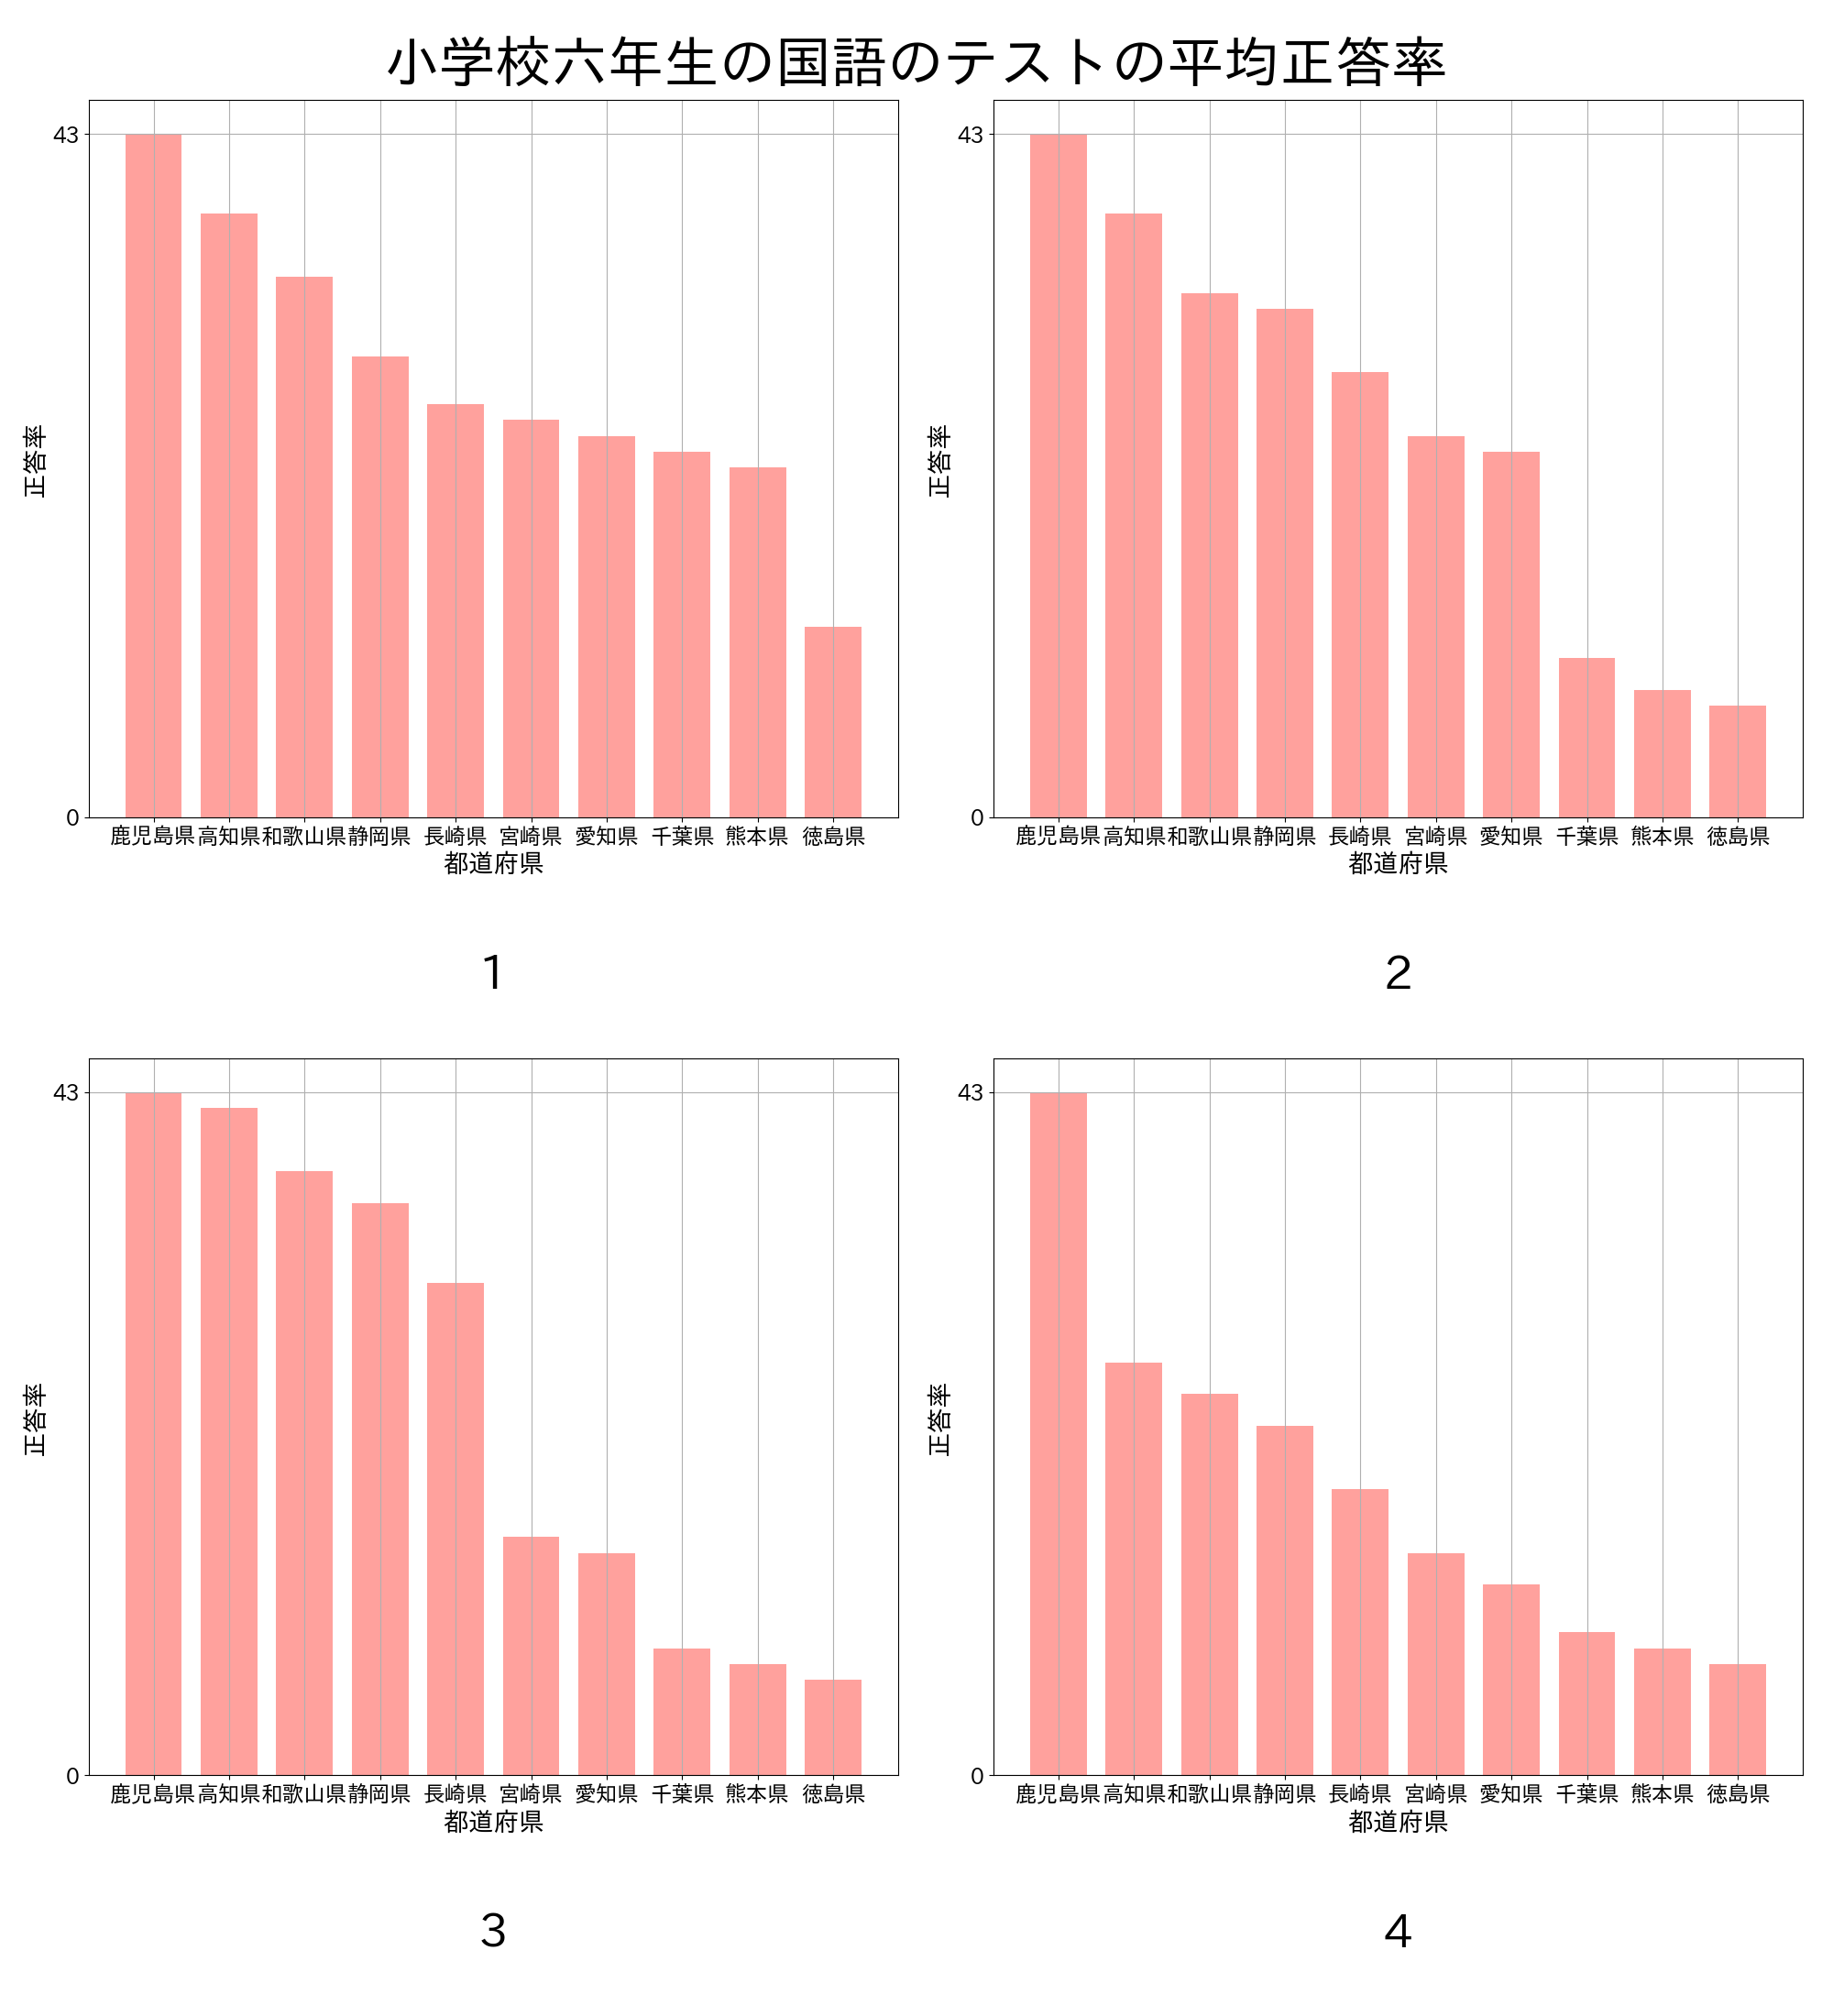 小学校六年生の国語のテストの平均正答率
43
正答率
0
鹿児島県 高知県 和歌山県 静岡県 長崎県 宮崎県 愛知県 千葉県 熊本県 徳島県
都道府県
1
43
正答率
0
鹿児島県 高知県 和歌山県 静岡県 長崎県 宮崎県 愛知県 千葉県 熊本県 徳島県
都道府県
2
43
正答率
0
鹿児島県 高知県 和歌山県 静岡県 長崎県 宮崎県 愛知県 千葉県 熊本県 徳島県
都道府県
3
43
正答率
0
鹿児島県 高知県 和歌山県 静岡県 長崎県 宮崎県 愛知県 千葉県 熊本県 徳島県
都道府県
4